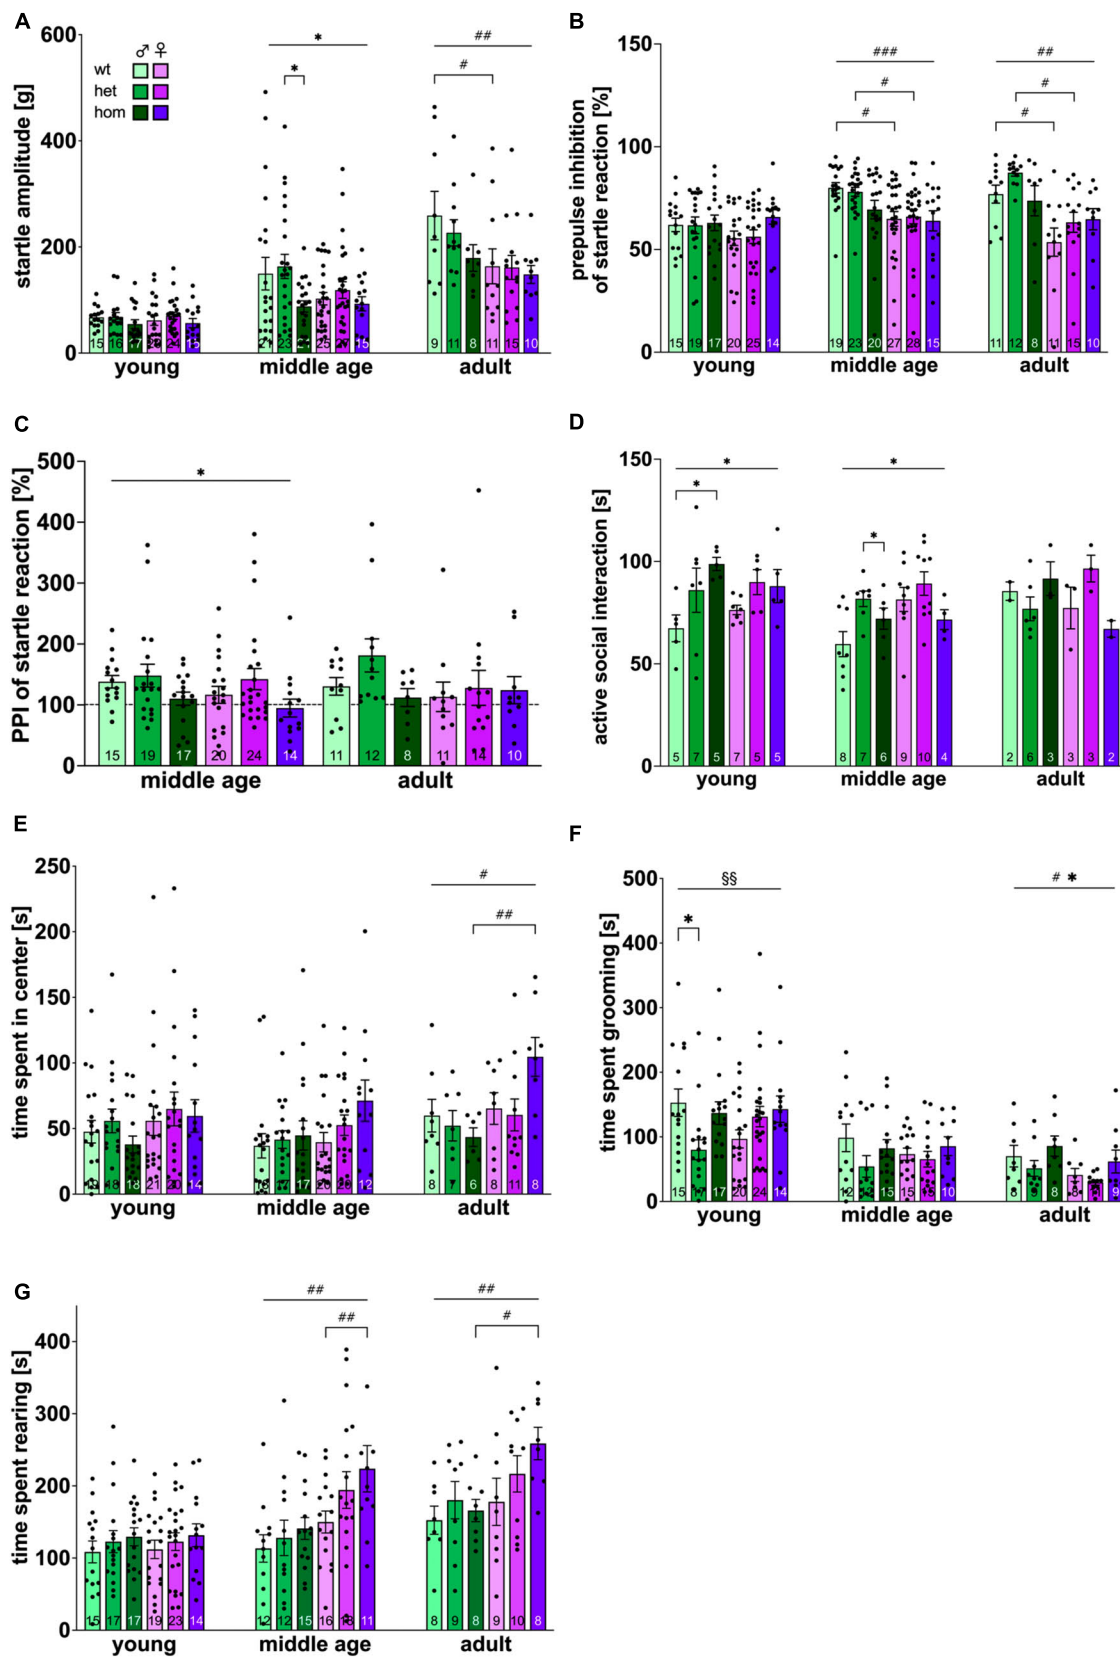 A
startle amplitude [g]
600
400
200
0
♂ ♀
wt
het
hom
*
*
##
#
15 16 17 24 15
23 25 15
9 11 8 11 15 10
young middle age adult
B
prepulse inhibition
of startle reaction [%]
150
100
50
0
###
#
#
##
#
#
15 19 17 20 25 14
19 23 20 27 28 15
11 12 8 11 15 10
young middle age adult
C
PPI of startle reaction [%]
500
400
300
200
100
0
*
15 19 17 20 24 14
11 12 8 11 14 10
middle age adult
D
active social interaction [s]
150
100
50
0
*
*
*
*
5 7 5 7 5 5
8 7 6 9 10 4
2 6 3 3 3 2
young middle age adult
E
time spent in center [s]
250
200
150
100
50
0
#
##
18 18 21 20 14
17 12
8 7 6 8 11 8
young middle age adult
F
time spent grooming [s]
500
400
300
200
100
0
§§
*
# *
15 17 20 24 14
12 15 15 15 10
8 9 8 8 9
young middle age adult
G
time spent rearing [s]
400
300
200
100
0
##
##
##
#
15 17 17 19 23 14
12 12 15 16 18 11
8 9 8 9 10 8
young middle age adult